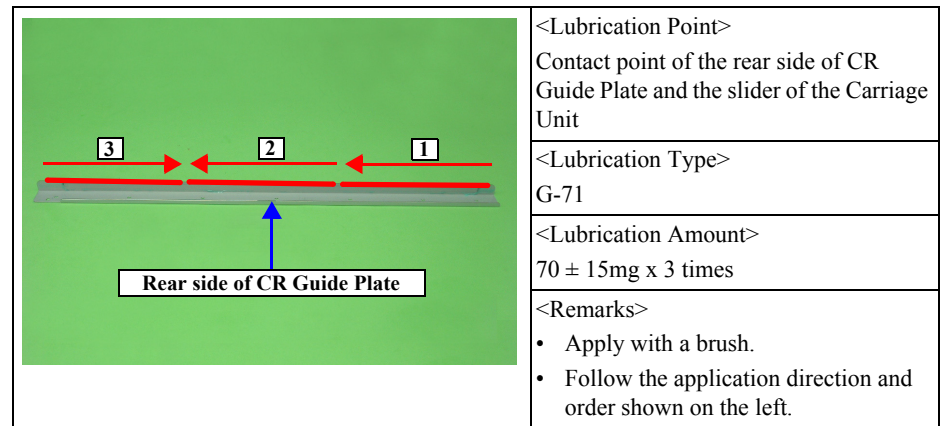 3
2
1
Rear side of CR Guide Plate
<Lubrication Point>
Contact point of the rear side of CR
Guide Plate and the slider of the Carriage
Unit
<Lubrication Type>
G-71
<Lubrication Amount>
70 ± 15mg x 3 times
<Remarks>
• Apply with a brush.
• Follow the application direction and
order shown on the left.